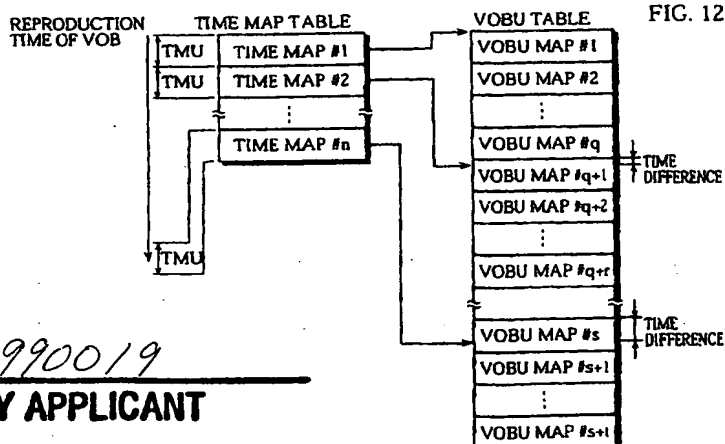 FIG. 12
REPRODUCTION
TIME OF VOB
TIME MAP TABLE
TMU
TIME MAP #1
TMU
TIME MAP #2
⋮
TIME MAP #n
TMU
VOBU TABLE
VOBU MAP #1
VOBU MAP #2
⋮
VOBU MAP #q
VOBU MAP #q+1
TIME
DIFFERENCE
VOBU MAP #q+2
⋮
VOBU MAP #q+r
VOBU MAP #s
TIME
DIFFERENCE
VOBU MAP #s+1
⋮
VOBU MAP #s+t
990019
Y APPLICANT